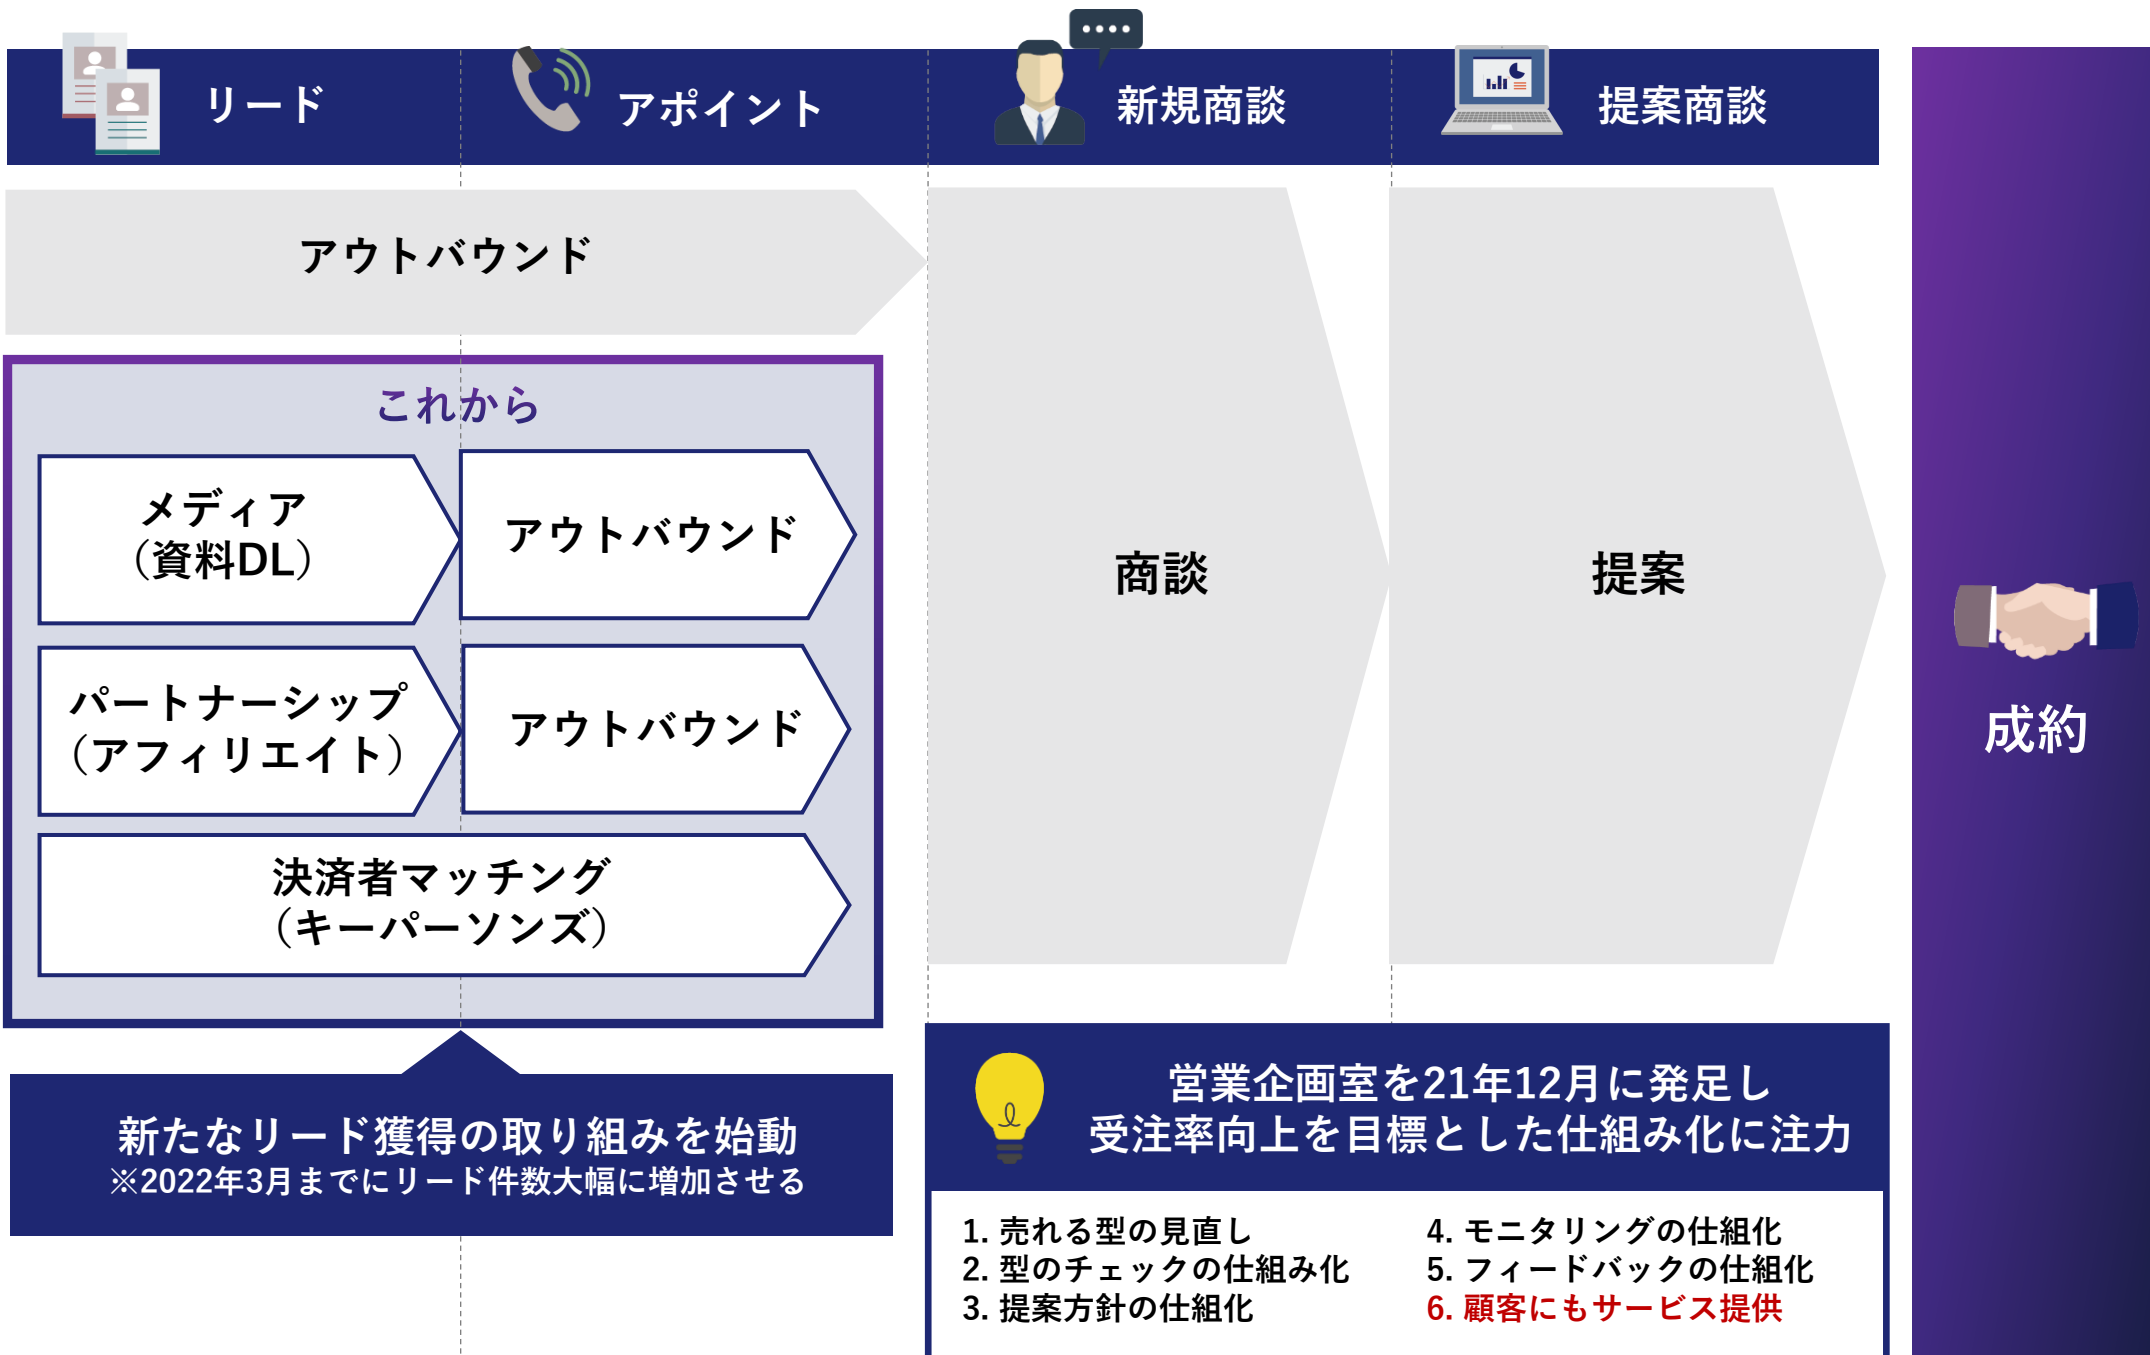 リード
アポイント
新規商談
提案商談
アウトバウンド
これから
メディア
（資料DL）
アウトバウンド
パートナーシップ
（アフィリエイト）
アウトバウンド
決済者マッチング
（キーパーソンズ）
商談
提案
成約
新たなリード獲得の取り組みを始動
※2022年3月までにリード件数大幅に増加させる
営業企画室を21年12月に発足し
受注率向上を目標とした仕組み化に注力
1. 売れる型の見直し
2. 型のチェックの仕組み化
3. 提案方針の仕組化
4. モニタリングの仕組化
5. フィードバックの仕組化
6. 顧客にもサービス提供